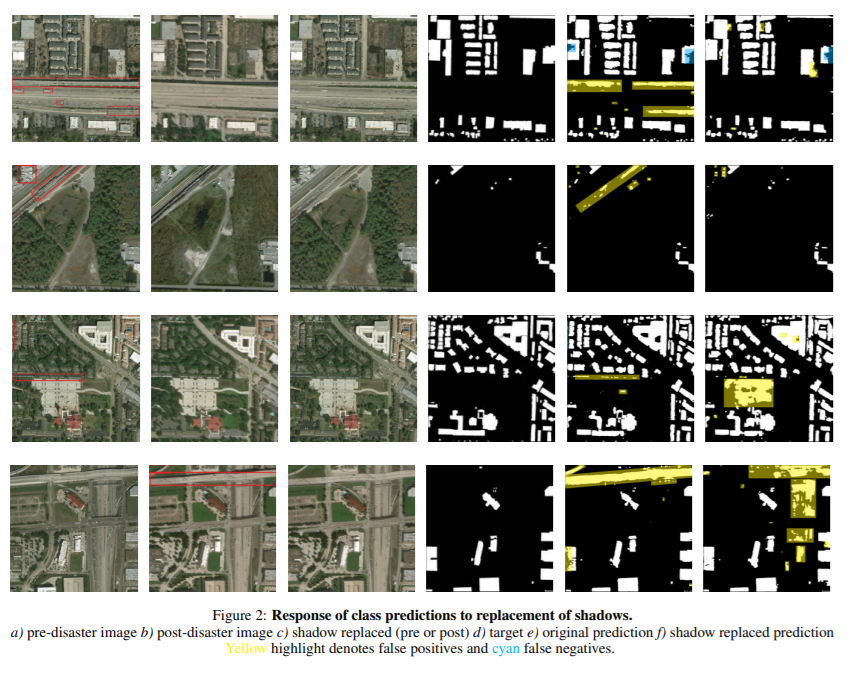 Figure 2: Response of class predictions to replacement of shadows.
a) pre-disaster image b) post-disaster image c) shadow replaced (pre or post) d) target e) original prediction f) shadow replaced prediction
Yellow highlight denotes false positives and cyan false negatives.